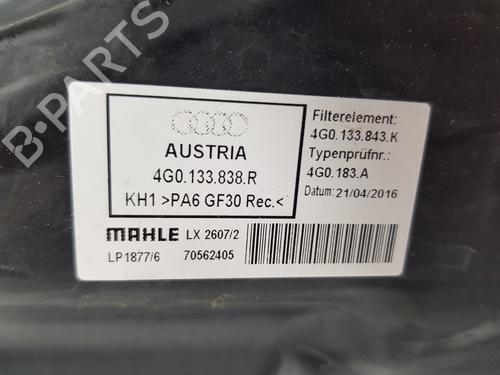 B-PARTS
AUSTRIA
4G0.133.838.R
KH1 >PA6 GF30 Rec.<
Filterelement:
4G0.133.843.K
Typenprüfnr.:
4G0.183.A
Datum: 21/04/2016
MAHLE LX 2607/2
LP1877/6 70562405